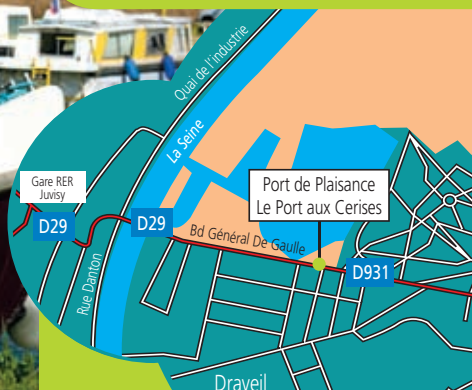 Quai de l'industrie
La Seine
Gare RER
Juvisy
D29
D29
Port de Plaisance
Le Port aux Cerises
Bd Général De Gaulle
D931
Rue Danton
Draveil